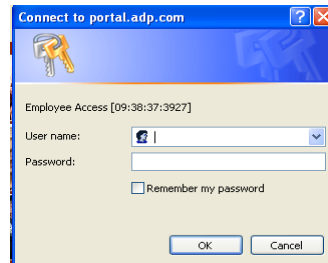 Connect to portal.adp.com
Employee Access [09:38:37:3927]
User name:
Password:
Remember my password
OK Cancel